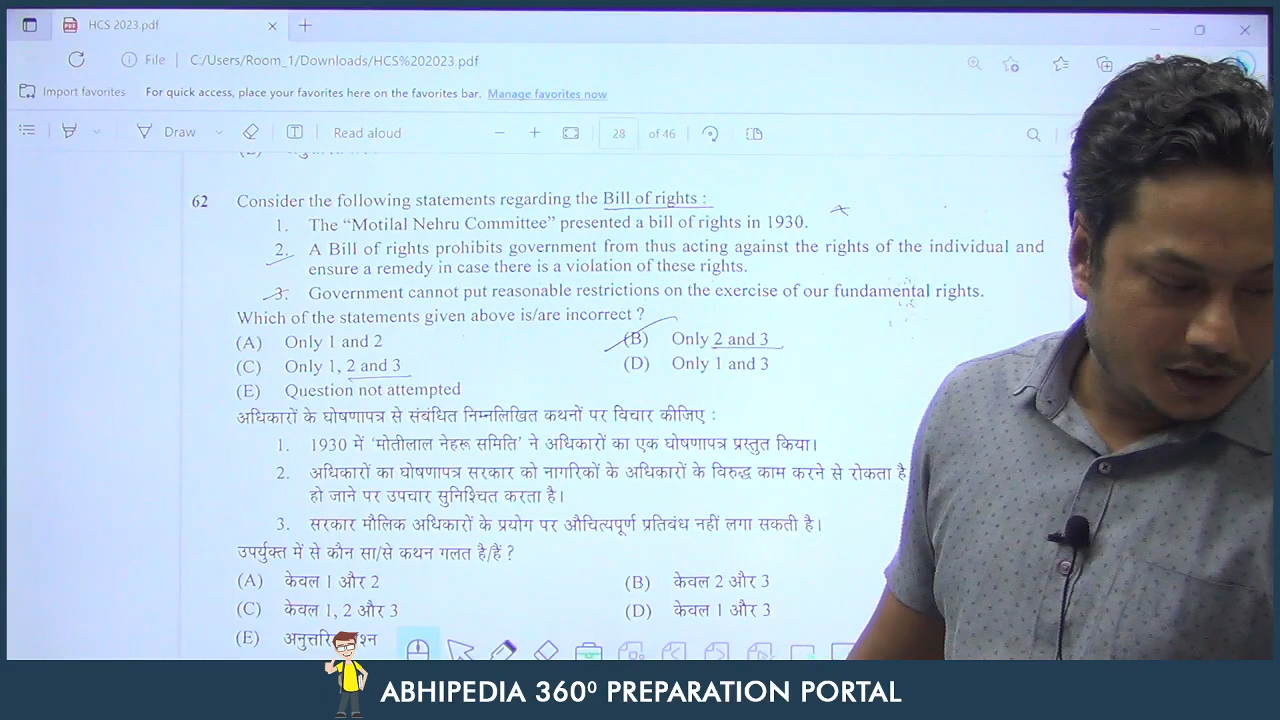 HCS 2023.pdf
File | C:/Users/Room_1/Downloads/HCS%202023.pdf
Import favorites For quick access, place your favorites here on the favorites bar. Manage favorites now
Draw Read aloud 28 of 46
62 Consider the following statements regarding the Bill of rights :
1. The “Motilal Nehru Committee” presented a bill of rights in 1930.
2. A Bill of rights prohibits government from thus acting against the rights of the individual and
ensure a remedy in case there is a violation of these rights.
3. Government cannot put reasonable restrictions on the exercise of our fundamental rights.
Which of the statements given above is/are incorrect ?
(A) Only 1 and 2 (B) Only 2 and 3
(C) Only 1, 2 and 3 (D) Only 1 and 3
(E) Question not attempted
अधिकारों के घोषणापत्र से संबंधित निम्नलिखित कथनों पर विचार कीजिए :
1. 1930 में ‘मोतीलाल नेहरू समिति’ ने अधिकारों का एक घोषणापत्र प्रस्तुत किया।
2. अधिकारों का घोषणापत्र सरकार को नागरिकों के अधिकारों के विरुद्ध काम करने से रोकता है
हो जाने पर उपचार सुनिश्चित करता है।
3. सरकार मौलिक अधिकारों के प्रयोग पर औचित्यपूर्ण प्रतिबंध नहीं लगा सकती है।
उपर्युक्त में से कौन सा/से कथन गलत है/हैं ?
(A) केवल 1 और 2 (B) केवल 2 और 3
(C) केवल 1, 2 और 3 (D) केवल 1 और 3
(E)
ABHIPEDIA 360⁰ PREPARATION PORTAL